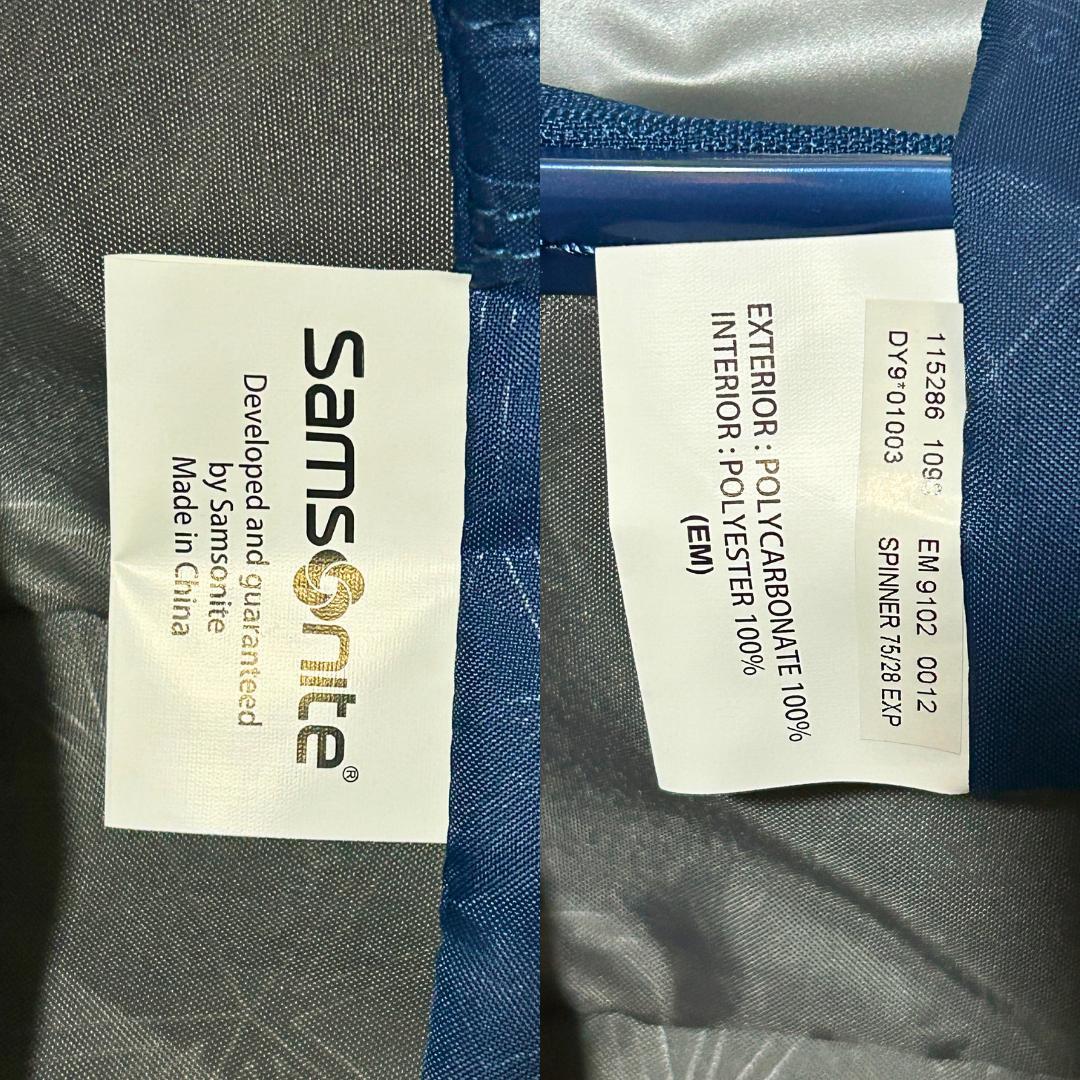 Samsonite®
Developed and guaranteed
by Samsonite
Made in China
115286 EM 9102 0012
DY9*01003 SPINNER 75/28 EXP
EXTERIOR : POLYCARBONATE 100%
INTERIOR : POLYESTER 100%
(EM)